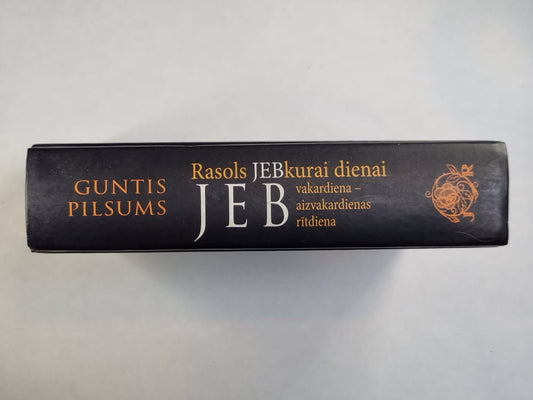 GUNTIS
PILSUMS
Rasols JEBkurai dienai
JEB
vakardiena –
aizvakardienas
rītdiena
J R